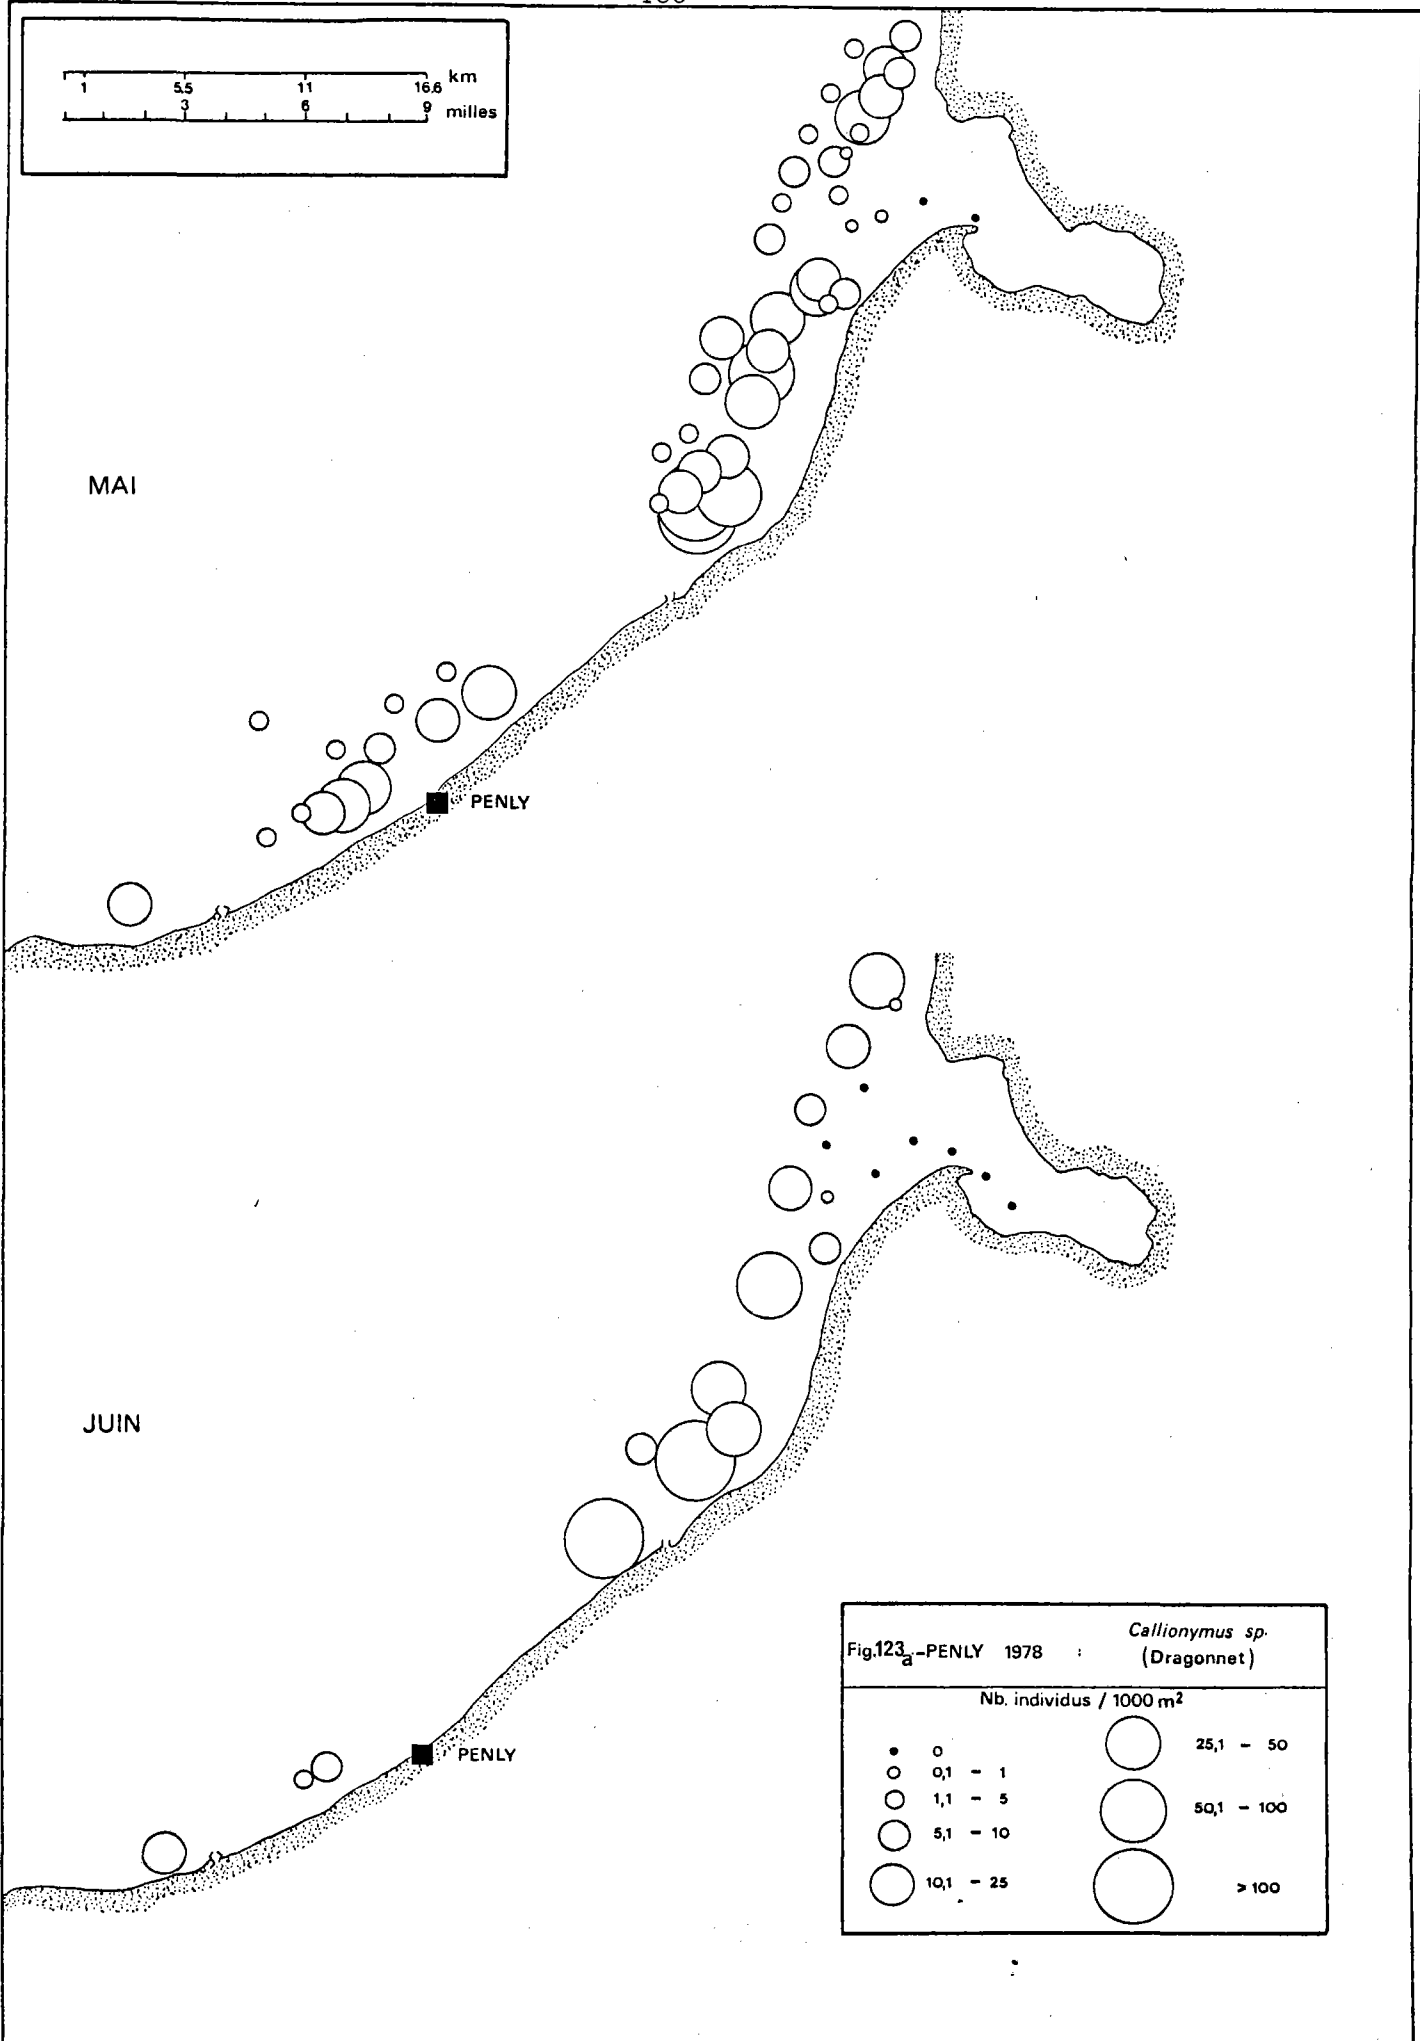 km
1 5.5 11 16.6
3 6 9
milles
MAI
PENLY
JUIN
PENLY
Fig.123a-PENLY 1978 : Callionymus sp.
(Dragonnet)
Nb. individus / 1000 m²
0
0,1 - 1
1,1 - 5
5,1 - 10
10,1 - 25
25,1 - 50
50,1 - 100
> 100